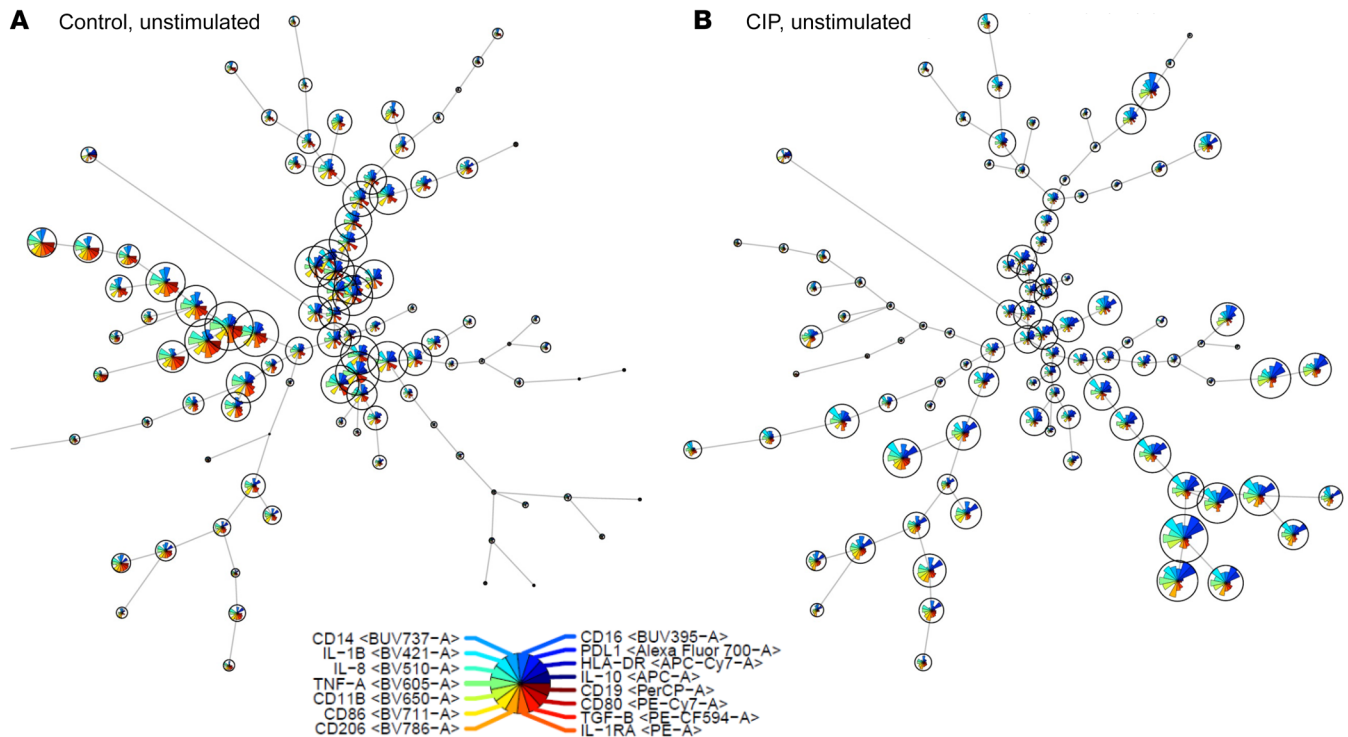 A Control, unstimulated
B CIP, unstimulated
CD14 <BUV737-A>
IL-1B <BV421-A>
IL-8 <BV510-A>
TNF-A <BV605-A>
CD11B <BV650-A>
CD86 <BV711-A>
CD206 <BV786-A>
CD16 <BUV395-A>
PDL1 <Alexa Fluor 700-A>
HLA-DR <APC-Cy7-A>
IL-10 <APC-A>
CD19 <PerCP-A>
CD80 <PE-Cy7-A>
TGF-B <PE-CF594-A>
IL-1RA <PE-A>